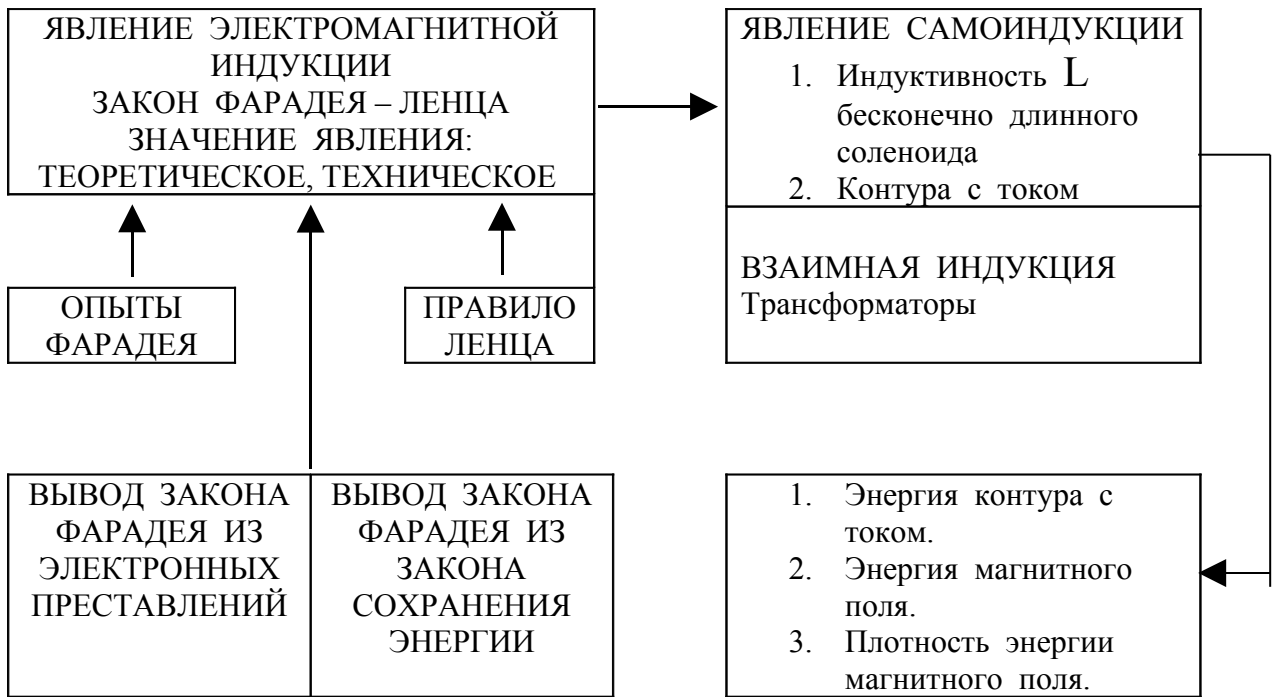 ЯВЛЕНИЕ ЭЛЕКТРОМАГНИТНОЙ
ИНДУКЦИИ
ЗАКОН ФАРАДЕЯ – ЛЕНЦА
ЗНАЧЕНИЕ ЯВЛЕНИЯ:
ТЕОРЕТИЧЕСКОЕ, ТЕХНИЧЕСКОЕ
ЯВЛЕНИЕ САМОИНДУКЦИИ
1. Индуктивность L
бесконечно длинного
соленоида
2. Контура с током
ВЗАИМНАЯ ИНДУКЦИЯ
Трансформаторы
ОПЫТЫ
ФАРАДЕЯ
ПРАВИЛО
ЛЕНЦА
ВЫВОД ЗАКОНА
ФАРАДЕЯ ИЗ
ЭЛЕКТРОННЫХ
ПРЕСТАВЛЕНИЙ
ВЫВОД ЗАКОНА
ФАРАДЕЯ ИЗ
ЗАКОНА
СОХРАНЕНИЯ
ЭНЕРГИИ
1. Энергия контура с
током.
2. Энергия магнитного
поля.
3. Плотность энергии
магнитного поля.